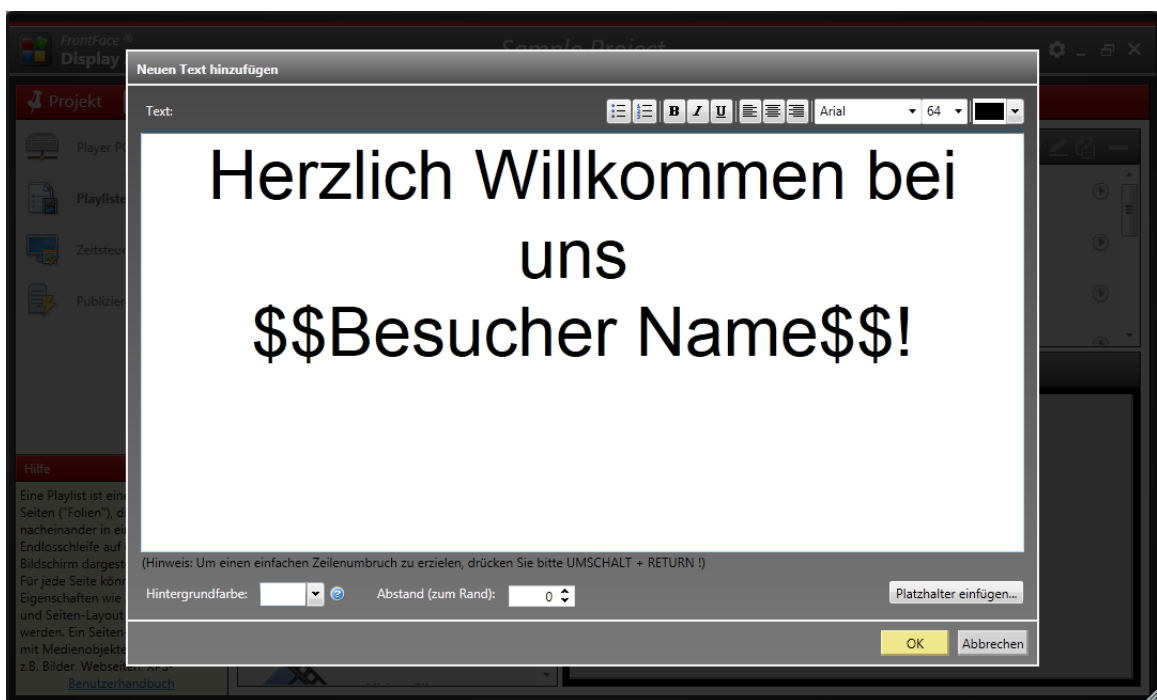 FrontFace ®
Display
Sample Project
Projekt
Player PC
Playliste
Zeitsteue
Publizier
Neuen Text hinzufügen
Text:
B I U
Arial
64
Herzlich Willkommen bei
uns
$$Besucher Name$$!
(Hinweis: Um einen einfachen Zeilenumbruch zu erzielen, drücken Sie bitte UMSCHALT + RETURN !)
Hintergrundfarbe:
Abstand (zum Rand):
0
Platzhalter einfügen...
OK
Abbrechen
Hilfe
Eine Playlist ist ein
Seiten ("Folien"), d
nacheinander in ei
Endlosschleife auf
Bildschirm dargest
Für jede Seite könn
Eigenschaften wie
und Seiten-Layout
werden. Ein Seiten
mit Medienobjekte
z.B. Bilder, Webseiten, XPS-
Benutzerhandbuch